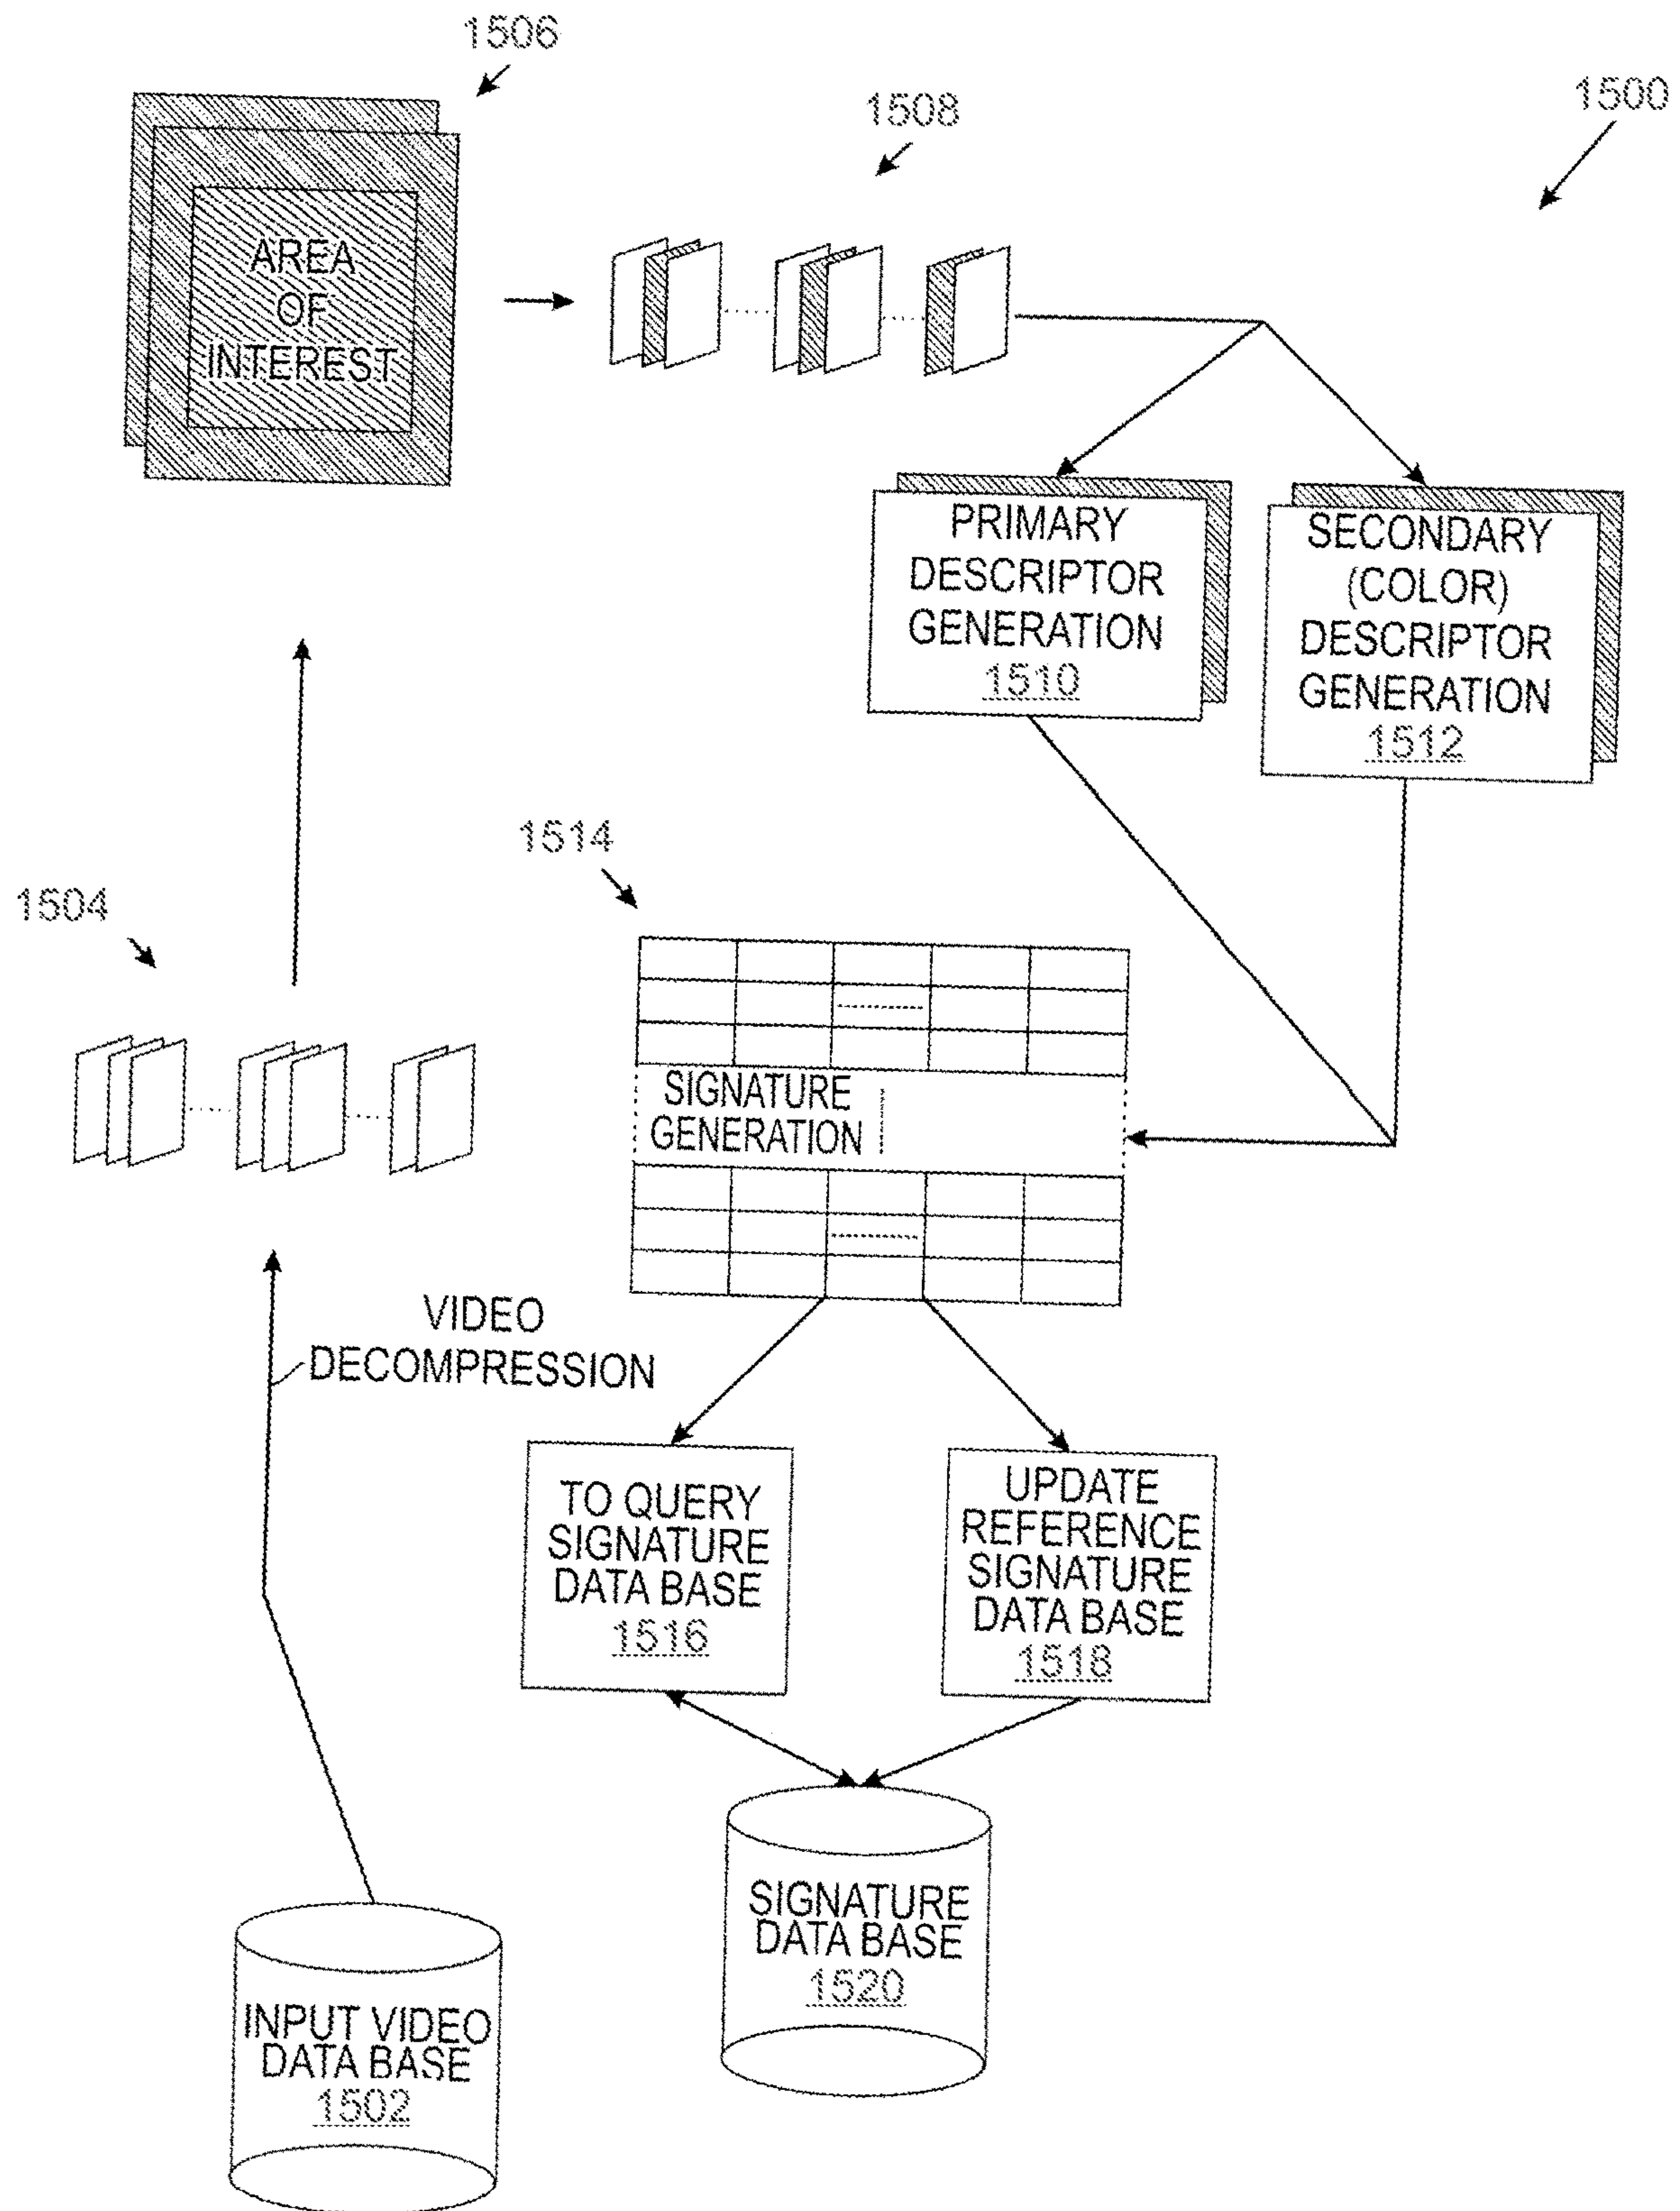 1506
1508
1500
AREA
OF
INTEREST
PRIMARY
DESCRIPTOR
GENERATION
1510
SECONDARY
(COLOR)
DESCRIPTOR
GENERATION
1512
1514
1504
SIGNATURE
GENERATION
VIDEO
DECOMPRESSION
TO QUERY
SIGNATURE
DATA BASE
1516
UPDATE
REFERENCE
SIGNATURE
DATA BASE
1518
SIGNATURE
DATA BASE
1520
INPUT VIDEO
DATA BASE
1502